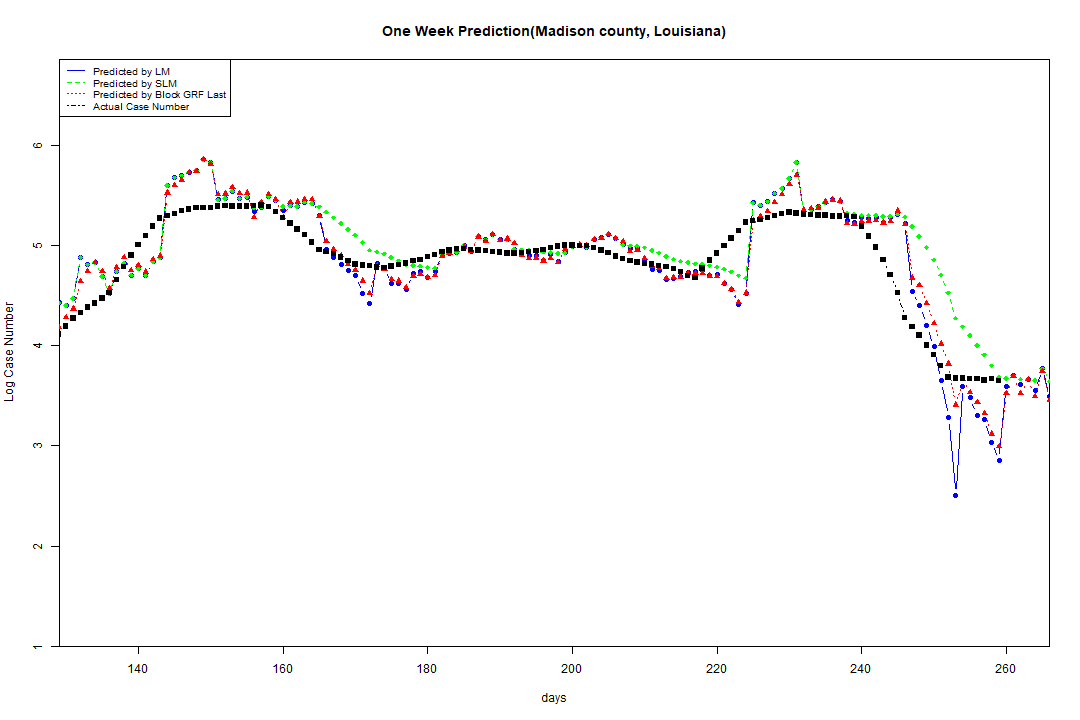 One Week Prediction(Madison county, Louisiana)
Predicted by LM
Predicted by SLM
Predicted by Block GRF Last
Actual Case Number
6
5
4
3
2
1
Log Case Number
140 160 180 200 220 240 260
days